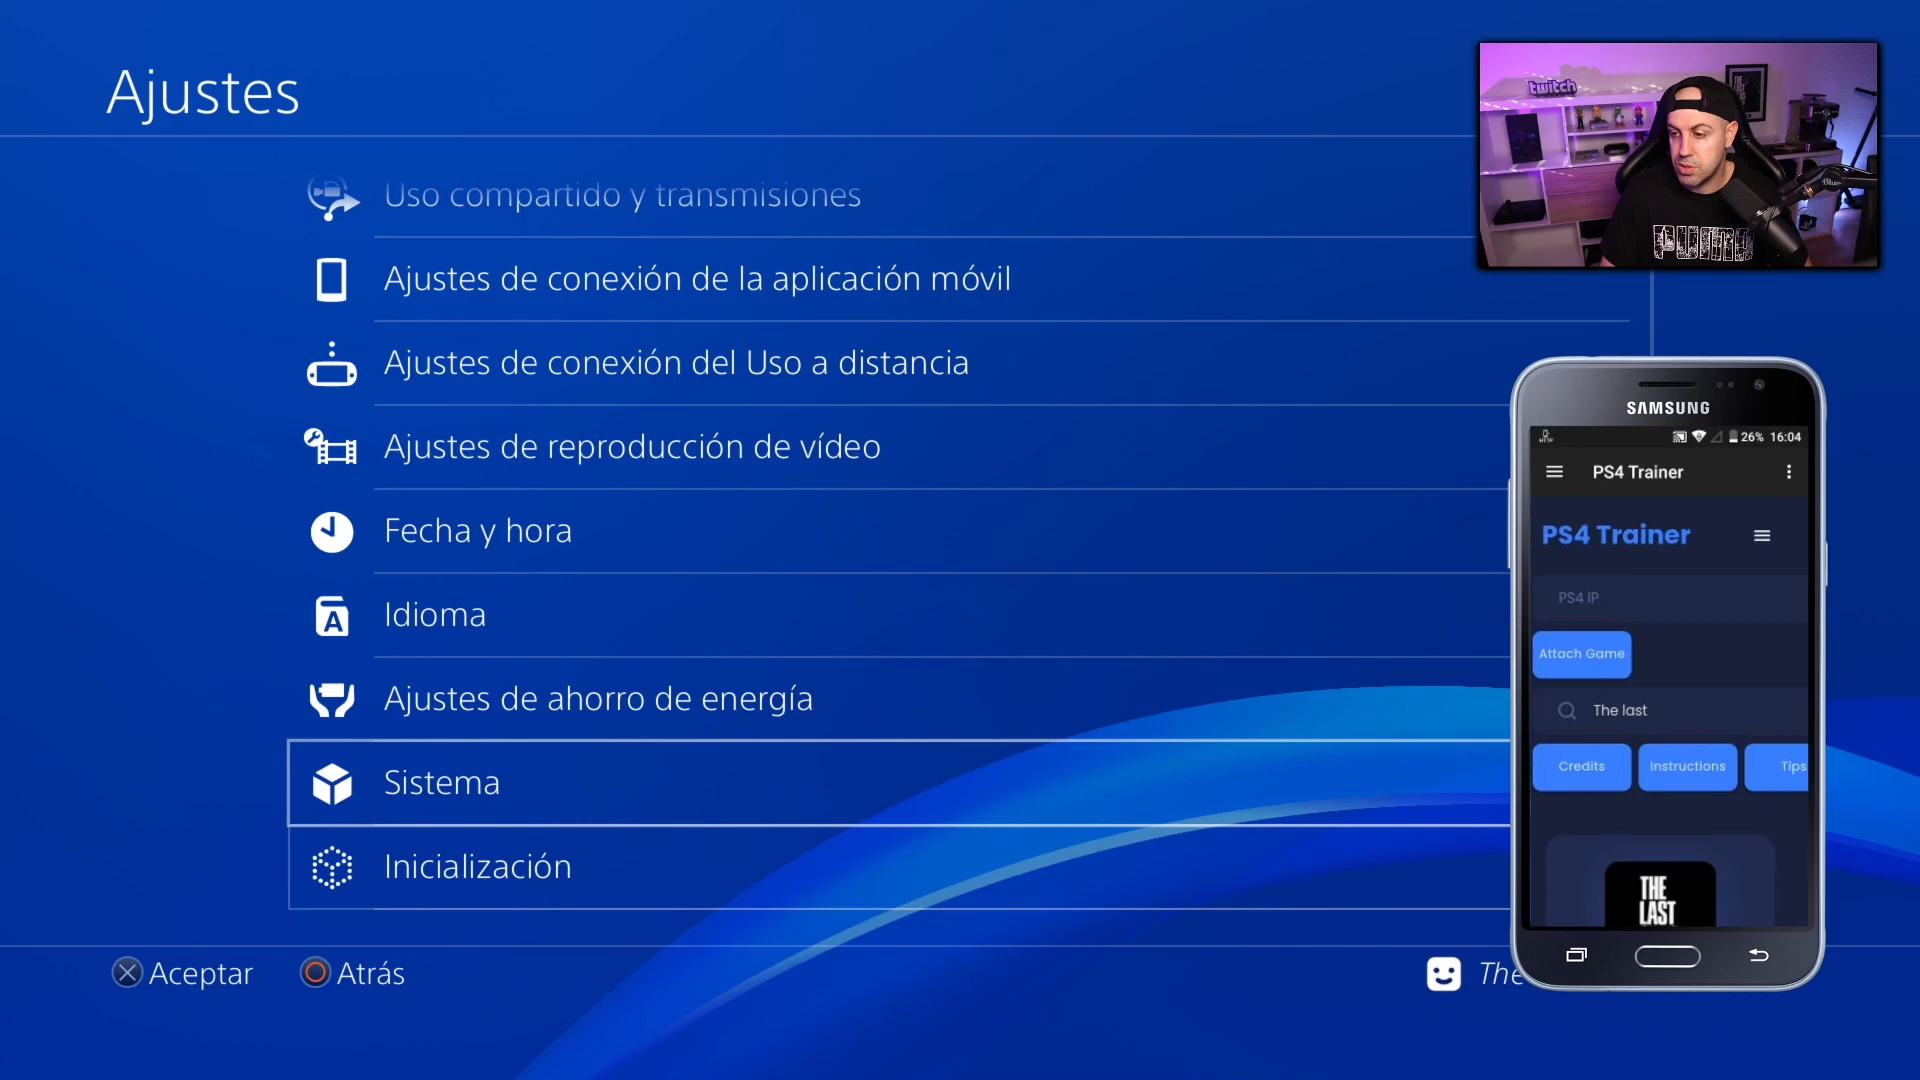 Ajustes
Uso compartido y transmisiones
Ajustes de conexión de la aplicación móvil
Ajustes de conexión del Uso a distancia
Ajustes de reproducción de vídeo
Fecha y hora
Idioma
Ajustes de ahorro de energía
Sistema
Inicialización
Aceptar
Atrás
The
twitch
PUMA
Blue
SAMSUNG
26% 16:04
PS4 Trainer
PS4 Trainer
PS4 IP
Attach Game
The last
Credits
Instructions
Tips
THE
LAST